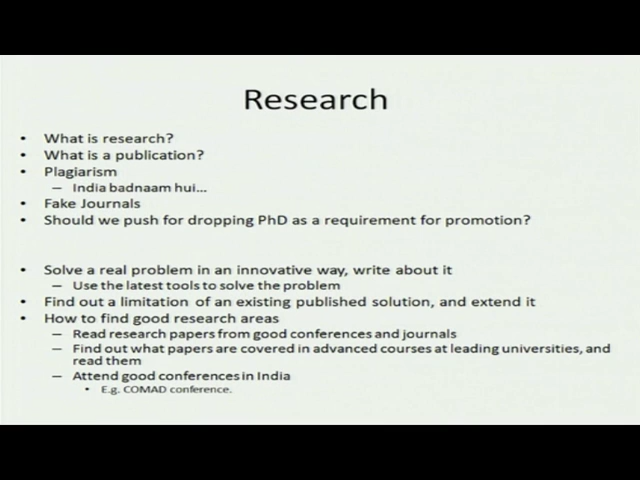 Research
• What is research?
• What is a publication?
• Plagiarism
– India badnaam hui...
• Fake Journals
• Should we push for dropping PhD as a requirement for promotion?
• Solve a real problem in an innovative way, write about it
– Use the latest tools to solve the problem
• Find out a limitation of an existing published solution, and extend it
• How to find good research areas
– Read research papers from good conferences and journals
– Find out what papers are covered in advanced courses at leading universities, and
read them
– Attend good conferences in India
• E.g. COMAD conference.